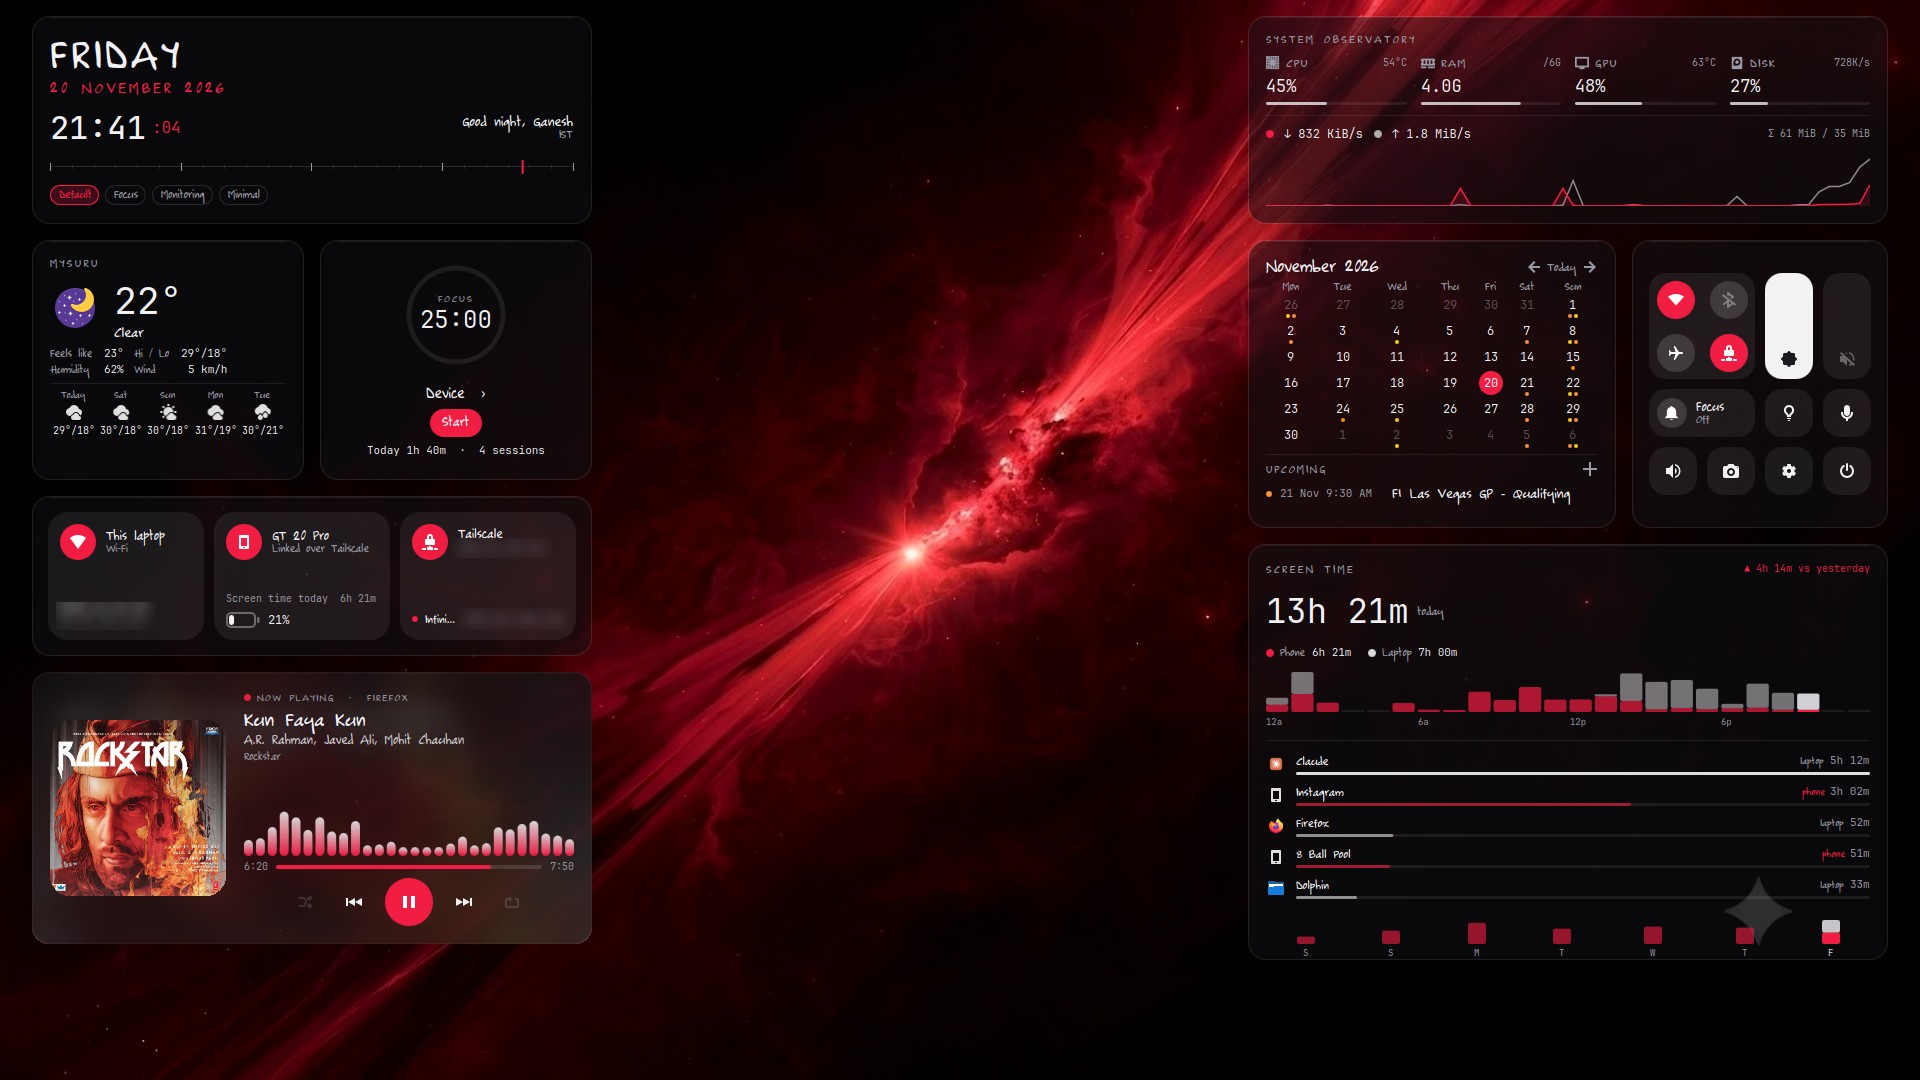 FRIDAY
20 NOVEMBER 2026
21:41 :04
Good night, Ganesh
IST
Default Focus Monitoring Minimal
MYSURU
22°
Clear
Feels like 23° Hi / Lo 29°/18°
Humidity 62% Wind 5 km/h
Today Sat Sun Mon Tue
29°/18° 30°/18° 30°/18° 31°/19° 30°/21°
FOCUS
25:00
Device ›
Start
Today 1h 40m · 4 sessions
This laptop
Wi-Fi
GT 20 Pro
Linked over Tailscale
Screen time today 6h 21m
21%
Tailscale
Infini...
NOW PLAYING · FIREFOX
Kun Faya Kun
A.R. Rahman, Javed Ali, Mohit Chauhan
Rockstar
ROCKSTAR
6:20 7:50
SYSTEM OBSERVATORY
CPU 54°C RAM /6G GPU 63°C DISK 728K/s
45% 4.0G 48% 27%
↓ 832 KiB/s ↑ 1.8 MiB/s Σ 61 MiB / 35 MiB
November 2026 ← Today →
Mon Tue Wed Thu Fri Sat Sun
26 27 28 29 30 31 1
2 3 4 5 6 7 8
9 10 11 12 13 14 15
16 17 18 19 20 21 22
23 24 25 26 27 28 29
30 1 2 3 4 5 6
UPCOMING +
21 Nov 9:30 AM F1 Las Vegas GP - Qualifying
Focus
Off
SCREEN TIME ▲ 4h 14m vs yesterday
13h 21m today
Phone 6h 21m Laptop 7h 00m
12a 6a 12p 6p
Claude laptop 5h 12m
Instagram phone 3h 02m
Firefox laptop 52m
8 Ball Pool phone 51m
Dolphin laptop 33m
S S M T W T F